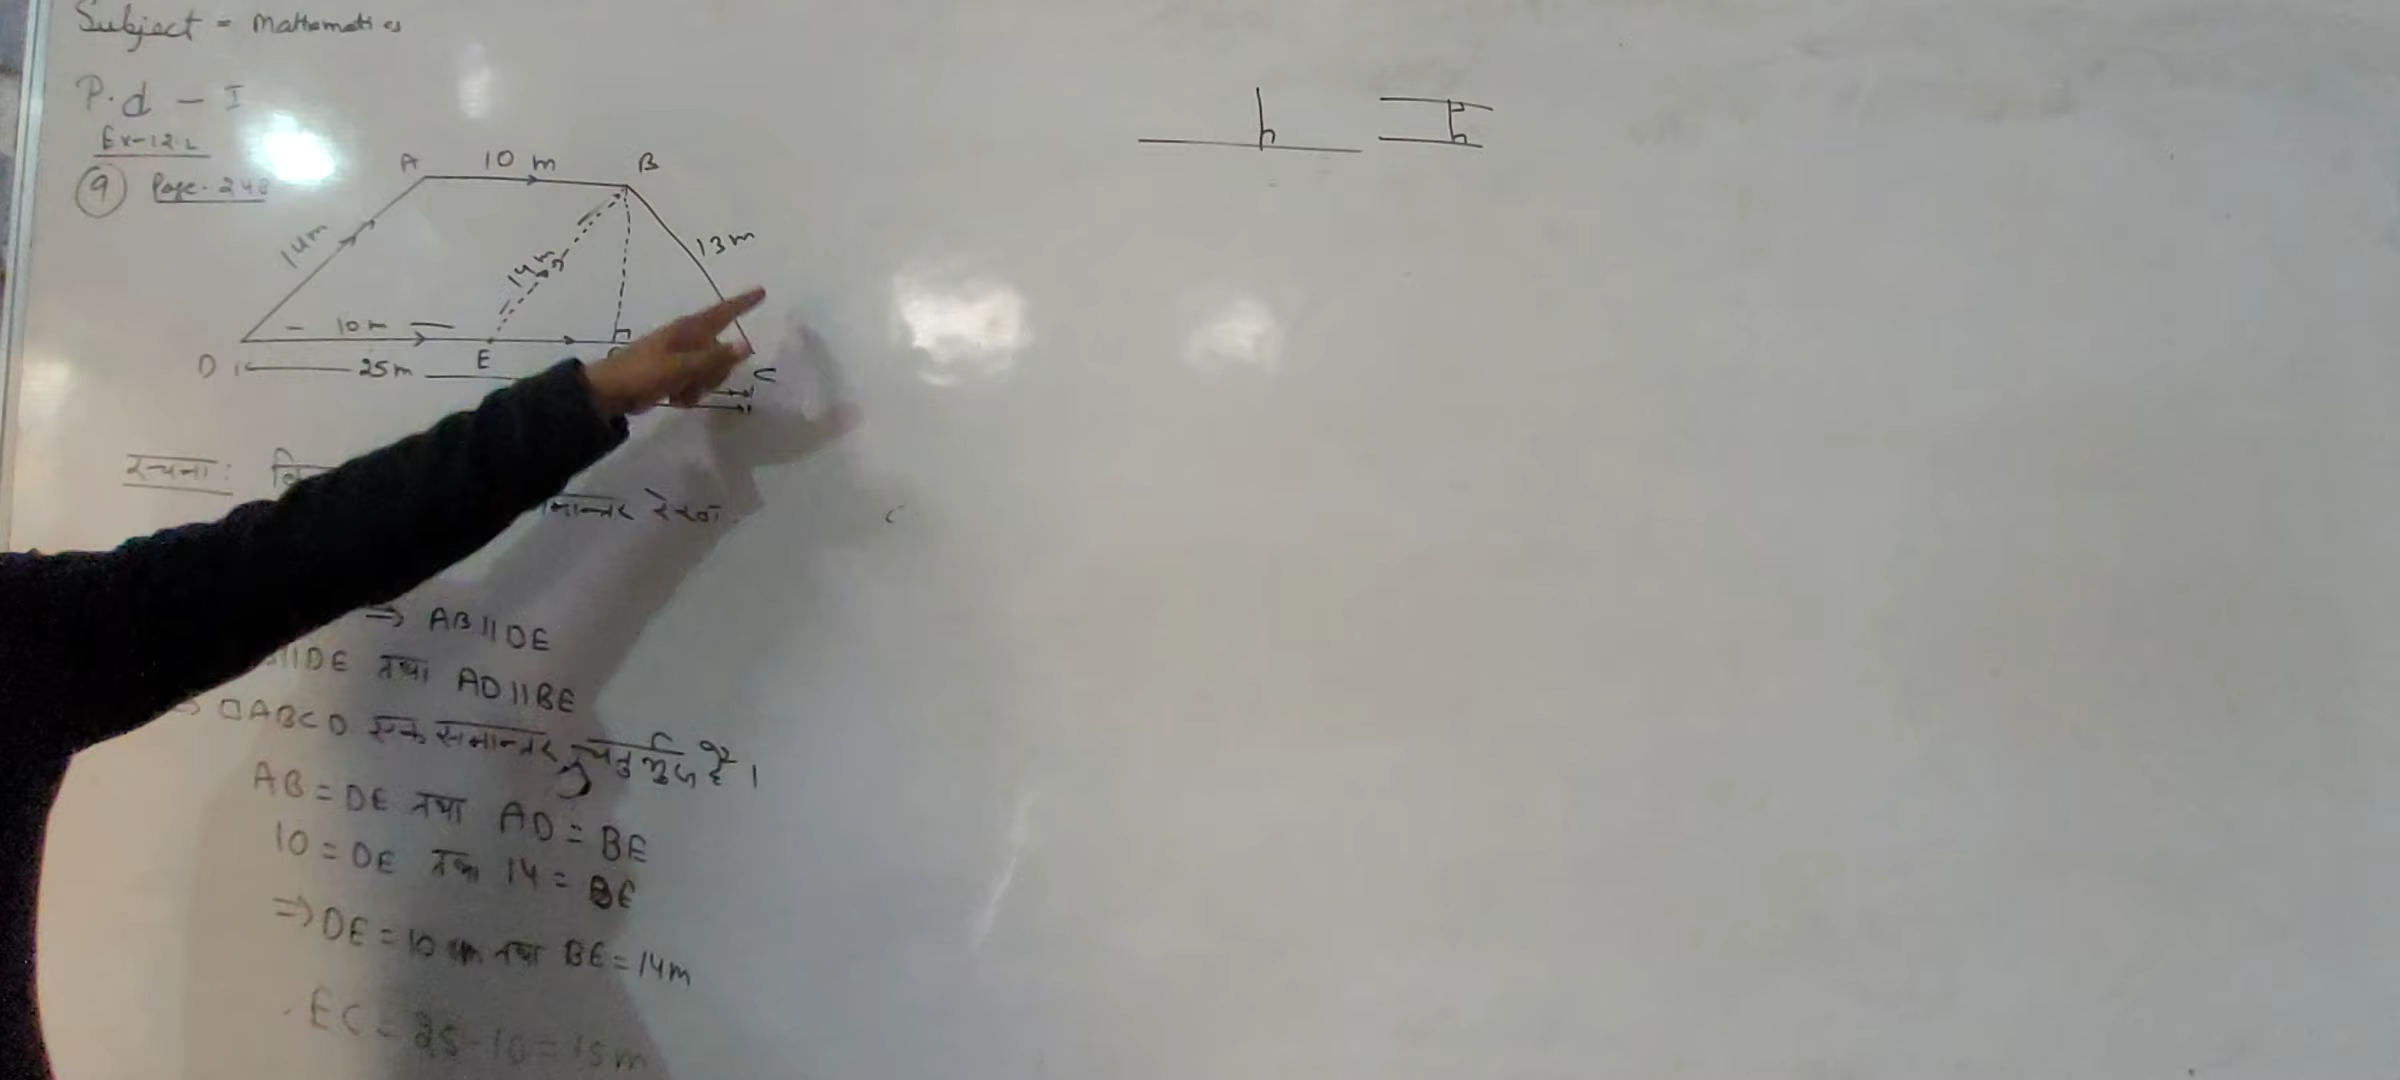 Subject = Mathematics
P.d - I
Ex-12.2
9 Page-248
A 10 m B
14m
13m
14m
10m
D E C
25m
रचना:
समान्तर रेखा
⇒ AB||DE
||DE तथा AD||BE
⇒ □ABCD एक समान्तर चतुर्भुज है।
AB = DE तथा AD = BE
10 = DE तथा 14 = BE
⇒ DE = 10 m तथा BE = 14m
EC = 25-10 = 15m